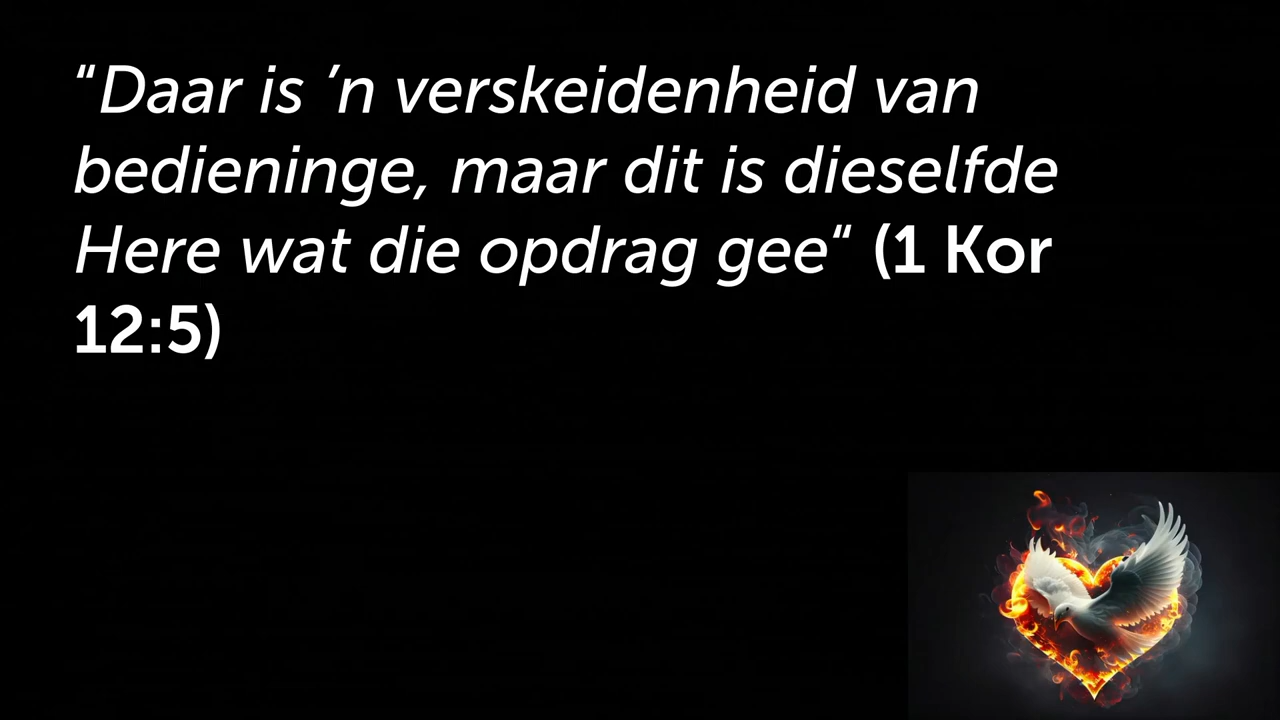 “Daar is ’n verskeidenheid van
bedieninge, maar dit is dieselfde
Here wat die opdrag gee“ (1 Kor
12:5)